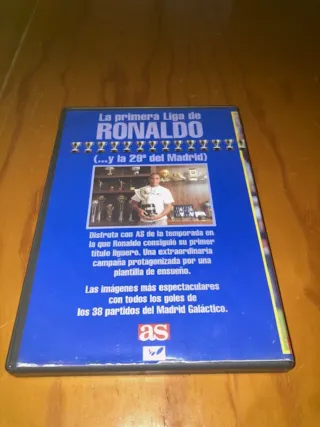 La primera Liga de
RONALDO
(...y la 29ª del Madrid)
Disfruta con AS de la temporada en
la que Ronaldo consiguió su primer
título liguero. Una extraordinaria
campaña protagonizada por una
plantilla de ensueño.
Las imágenes más espectaculares
con todos los goles de
los 38 partidos del Madrid Galáctico.
as